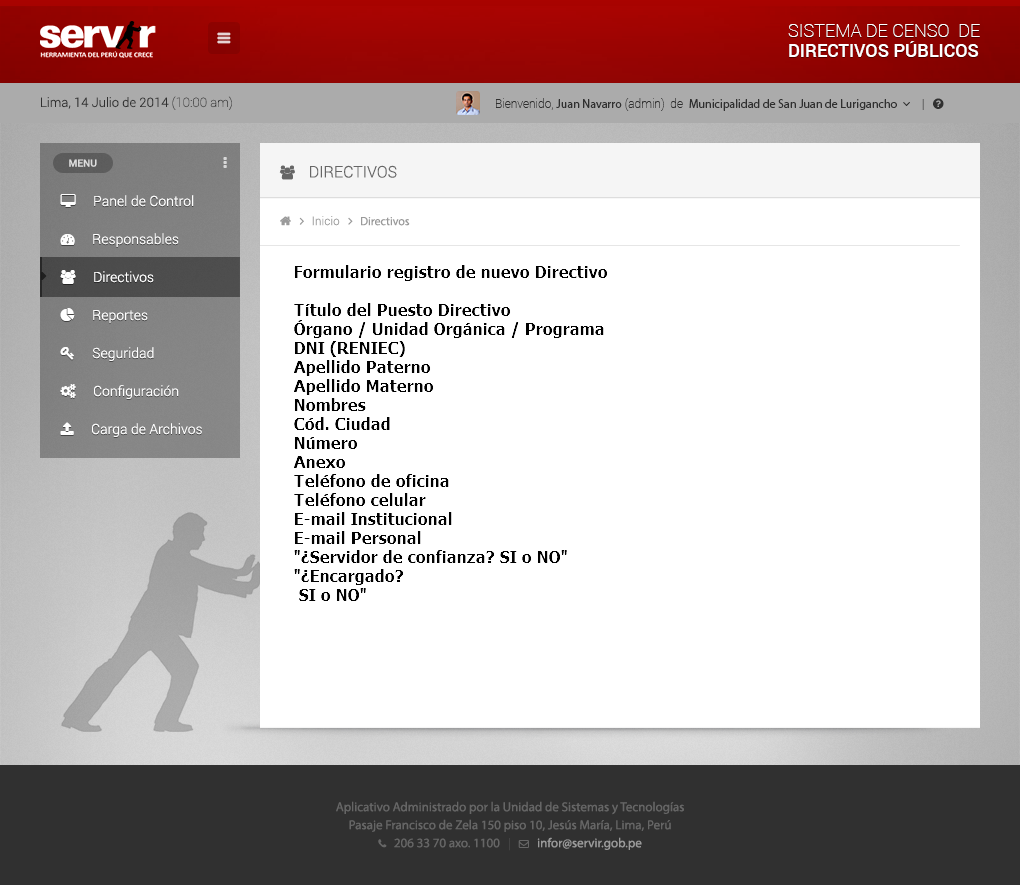 servir
HERRAMIENTA DEL PERÚ QUE CRECE
SISTEMA DE CENSO DE
DIRECTIVOS PÚBLICOS
Lima, 14 Julio de 2014 (10:00 am)
Bienvenido, Juan Navarro (admin) de Municipalidad de San Juan de Lurigancho | ?
MENU
Panel de Control
Responsables
Directivos
Reportes
Seguridad
Configuración
Carga de Archivos
DIRECTIVOS
> Inicio > Directivos
Formulario registro de nuevo Directivo
Título del Puesto Directivo
Órgano / Unidad Orgánica / Programa
DNI (RENIEC)
Apellido Paterno
Apellido Materno
Nombres
Cód. Ciudad
Número
Anexo
Teléfono de oficina
Teléfono celular
E-mail Institucional
E-mail Personal
"¿Servidor de confianza? SI o NO"
"¿Encargado?
SI o NO"
Aplicativo Administrado por la Unidad de Sistemas y Tecnologías
Pasaje Francisco de Zela 150 piso 10, Jesús María, Lima, Perú
206 33 70 axo. 1100 | infor@servir.gob.pe